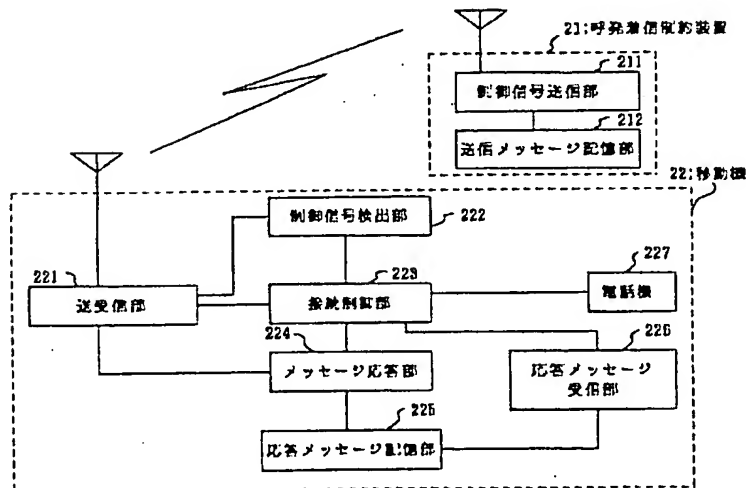 21;呼発着信制約装置
211
制御信号送信部
212
送信メッセージ記憶部
22;移動機
制御信号検出部
222
221
送受信部
223
接続制御部
227
電話機
224
メッセージ応答部
226
応答メッセージ
受信部
225
応答メッセージ記憶部